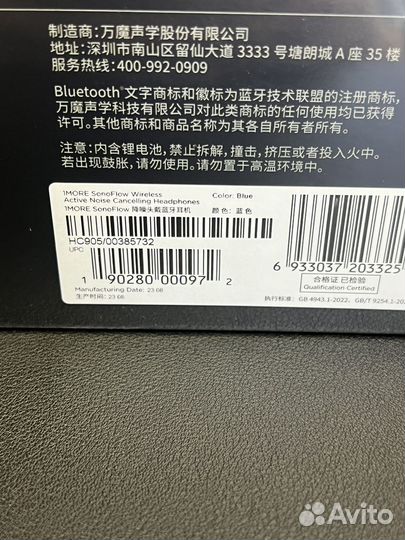 制造商：万魔声学股份有限公司
地址：深圳市南山区留仙大道 3333 号塘朗城 A 座 35 楼
服务热线：400-992-0909
Bluetooth® 文字商标和徽标为蓝牙技术联盟的注册商标，
万魔声学科技有限公司对此类商标的任何使用均已获得
许可。其他商标和商品名称为其各自所有者所有。
注意：内含锂电池，禁止拆解，撞击，挤压或者投入火中。
若出现鼓胀，请勿使用。请勿置于高温环境中。
1MORE SonoFlow Wireless
Active Noise Cancelling Headphones
Color: Blue
1MORE SonoFlow 降噪头戴蓝牙耳机
颜 色：蓝色
HC905/00385732
UPC
1 90280 00097 2
6 933037 203325
Manufacturing Date: 23.08
生产时间：23.08
合格证 已检验
Qualification Certified
执行标准：GB 4943.1-2022，GB/T 9254.1-202
Avito